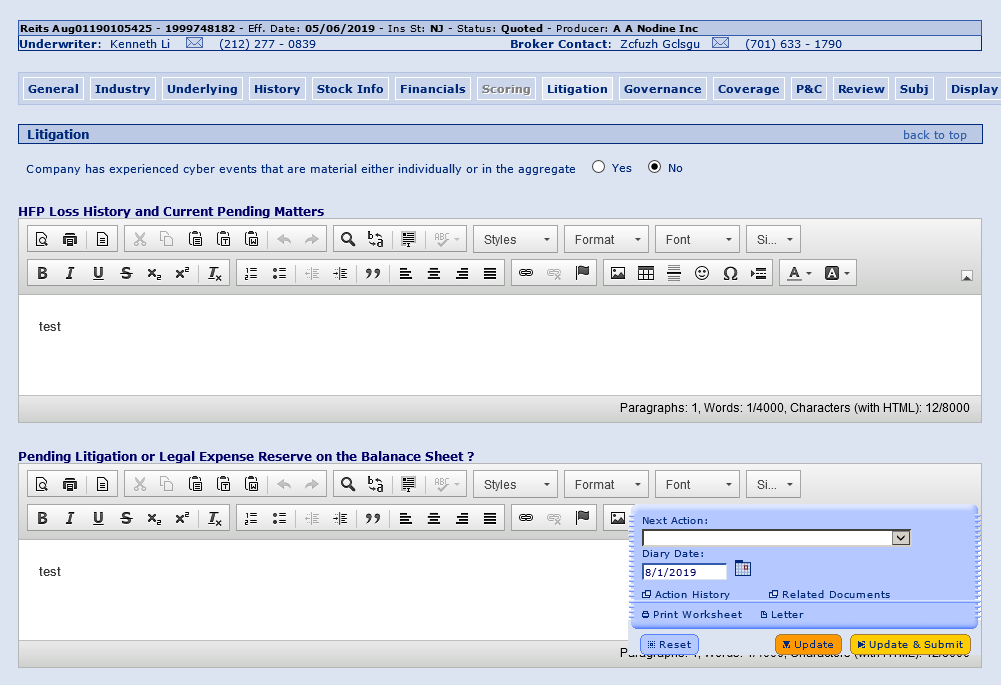 Reits Aug01190105425 - 1999748182 - Eff. Date: 05/06/2019 - Ins St: NJ - Status: Quoted - Producer: A A Nodine Inc
Underwriter: Kenneth Li (212) 277 - 0839 Broker Contact: Zcfuzh Gclsgu (701) 633 - 1790
General Industry Underlying History Stock Info Financials Scoring Litigation Governance Coverage P&C Review Subj Display
Litigation back to top
Company has experienced cyber events that are material either individually or in the aggregate Yes No
HFP Loss History and Current Pending Matters
Styles Format Font Si...
test
Paragraphs: 1, Words: 1/4000, Characters (with HTML): 12/8000
Pending Litigation or Legal Expense Reserve on the Balanace Sheet ?
Styles Format Font Si...
Next Action:
Diary Date:
test 8/1/2019
Action History Related Documents
Print Worksheet Letter
Reset Update Update & Submit